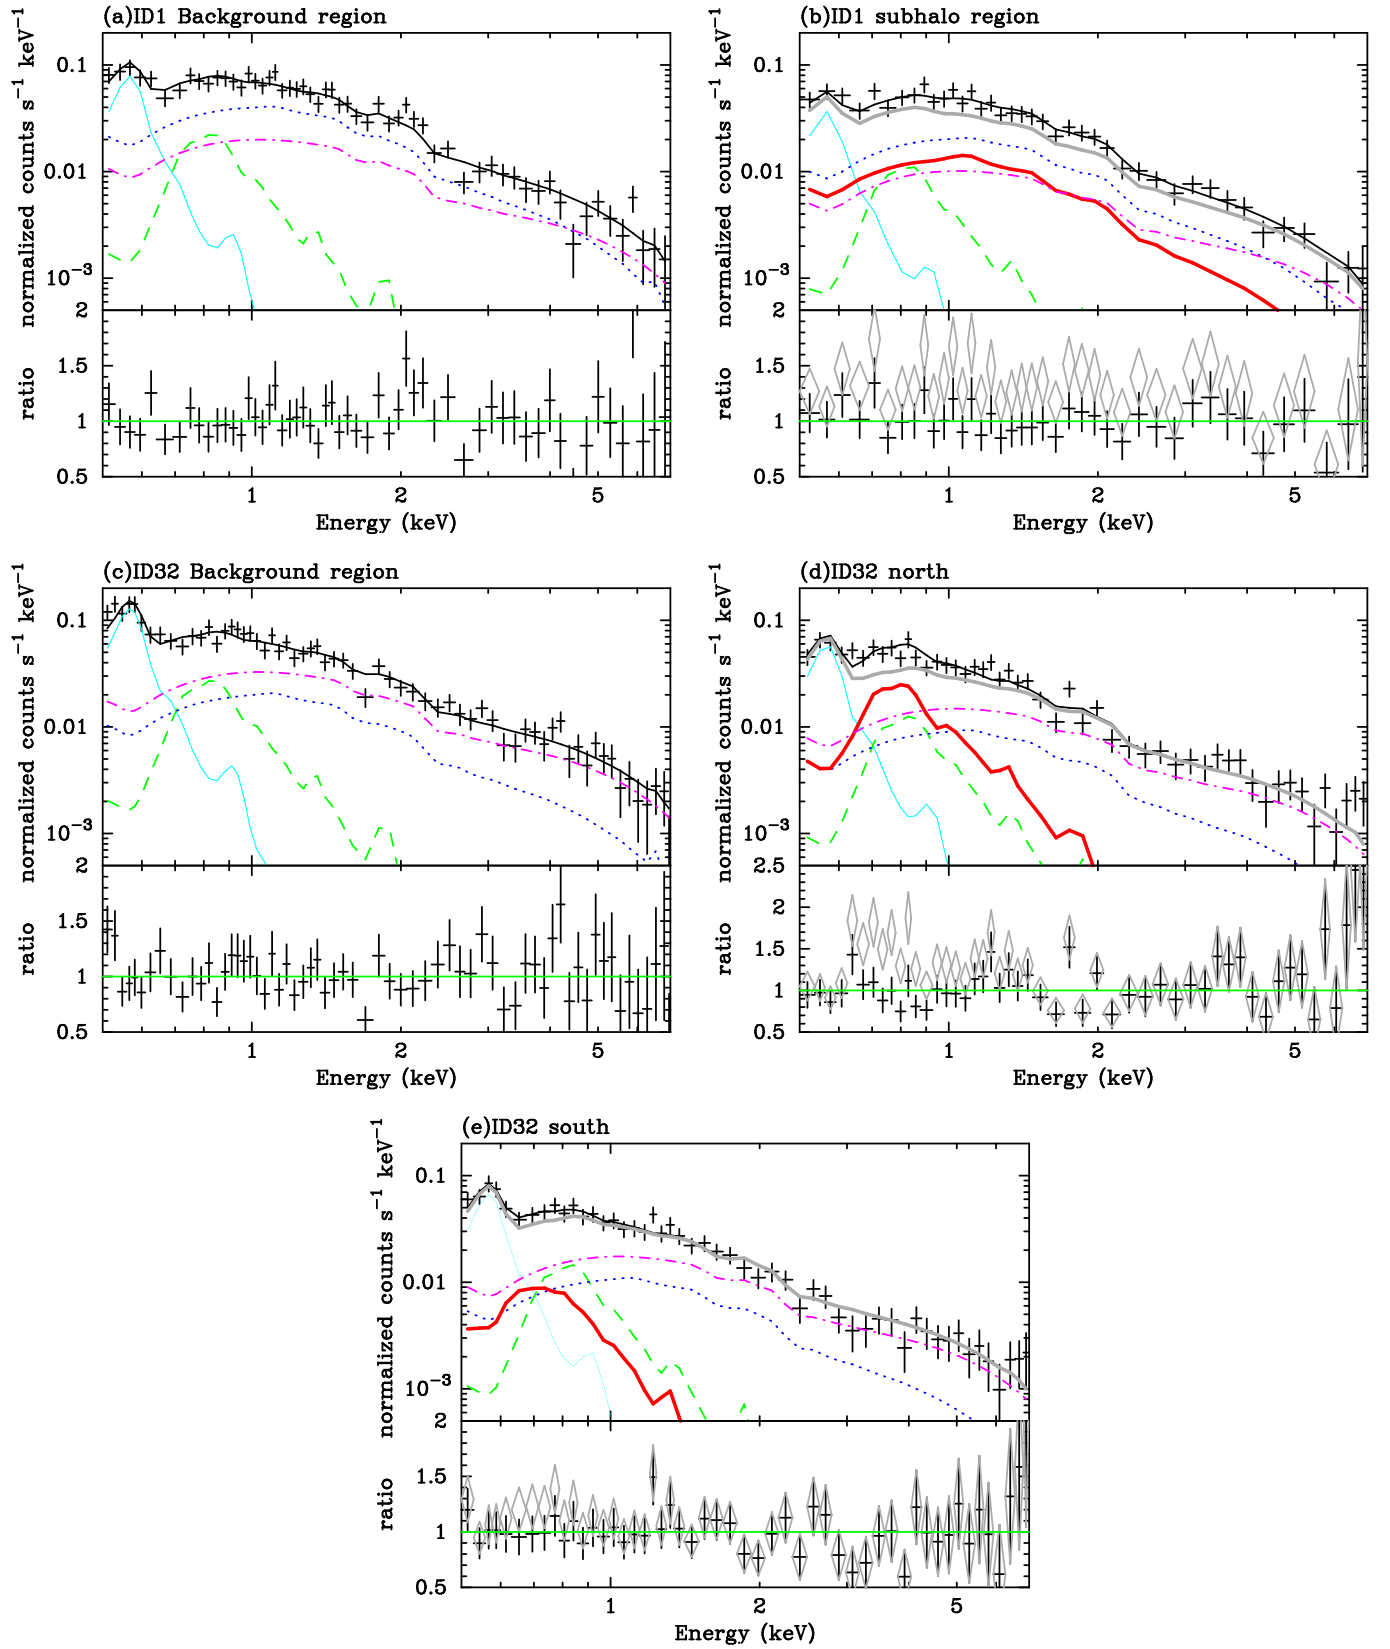 (a)ID1 Background region
normalized counts s⁻¹ keV⁻¹
0.1
0.01
10⁻³
2
1.5
1
0.5
ratio
1 2 5
Energy (keV)
(b)ID1 subhalo region
normalized counts s⁻¹ keV⁻¹
0.1
0.01
10⁻³
2
1.5
1
0.5
ratio
1 2 5
Energy (keV)
(c)ID32 Background region
normalized counts s⁻¹ keV⁻¹
0.1
0.01
10⁻³
2
1.5
1
0.5
ratio
1 2 5
Energy (keV)
(d)ID32 north
normalized counts s⁻¹ keV⁻¹
0.1
0.01
10⁻³
2.5
2
1.5
1
0.5
ratio
1 2 5
Energy (keV)
(e)ID32 south
normalized counts s⁻¹ keV⁻¹
0.1
0.01
10⁻³
2
1.5
1
0.5
ratio
1 2 5
Energy (keV)